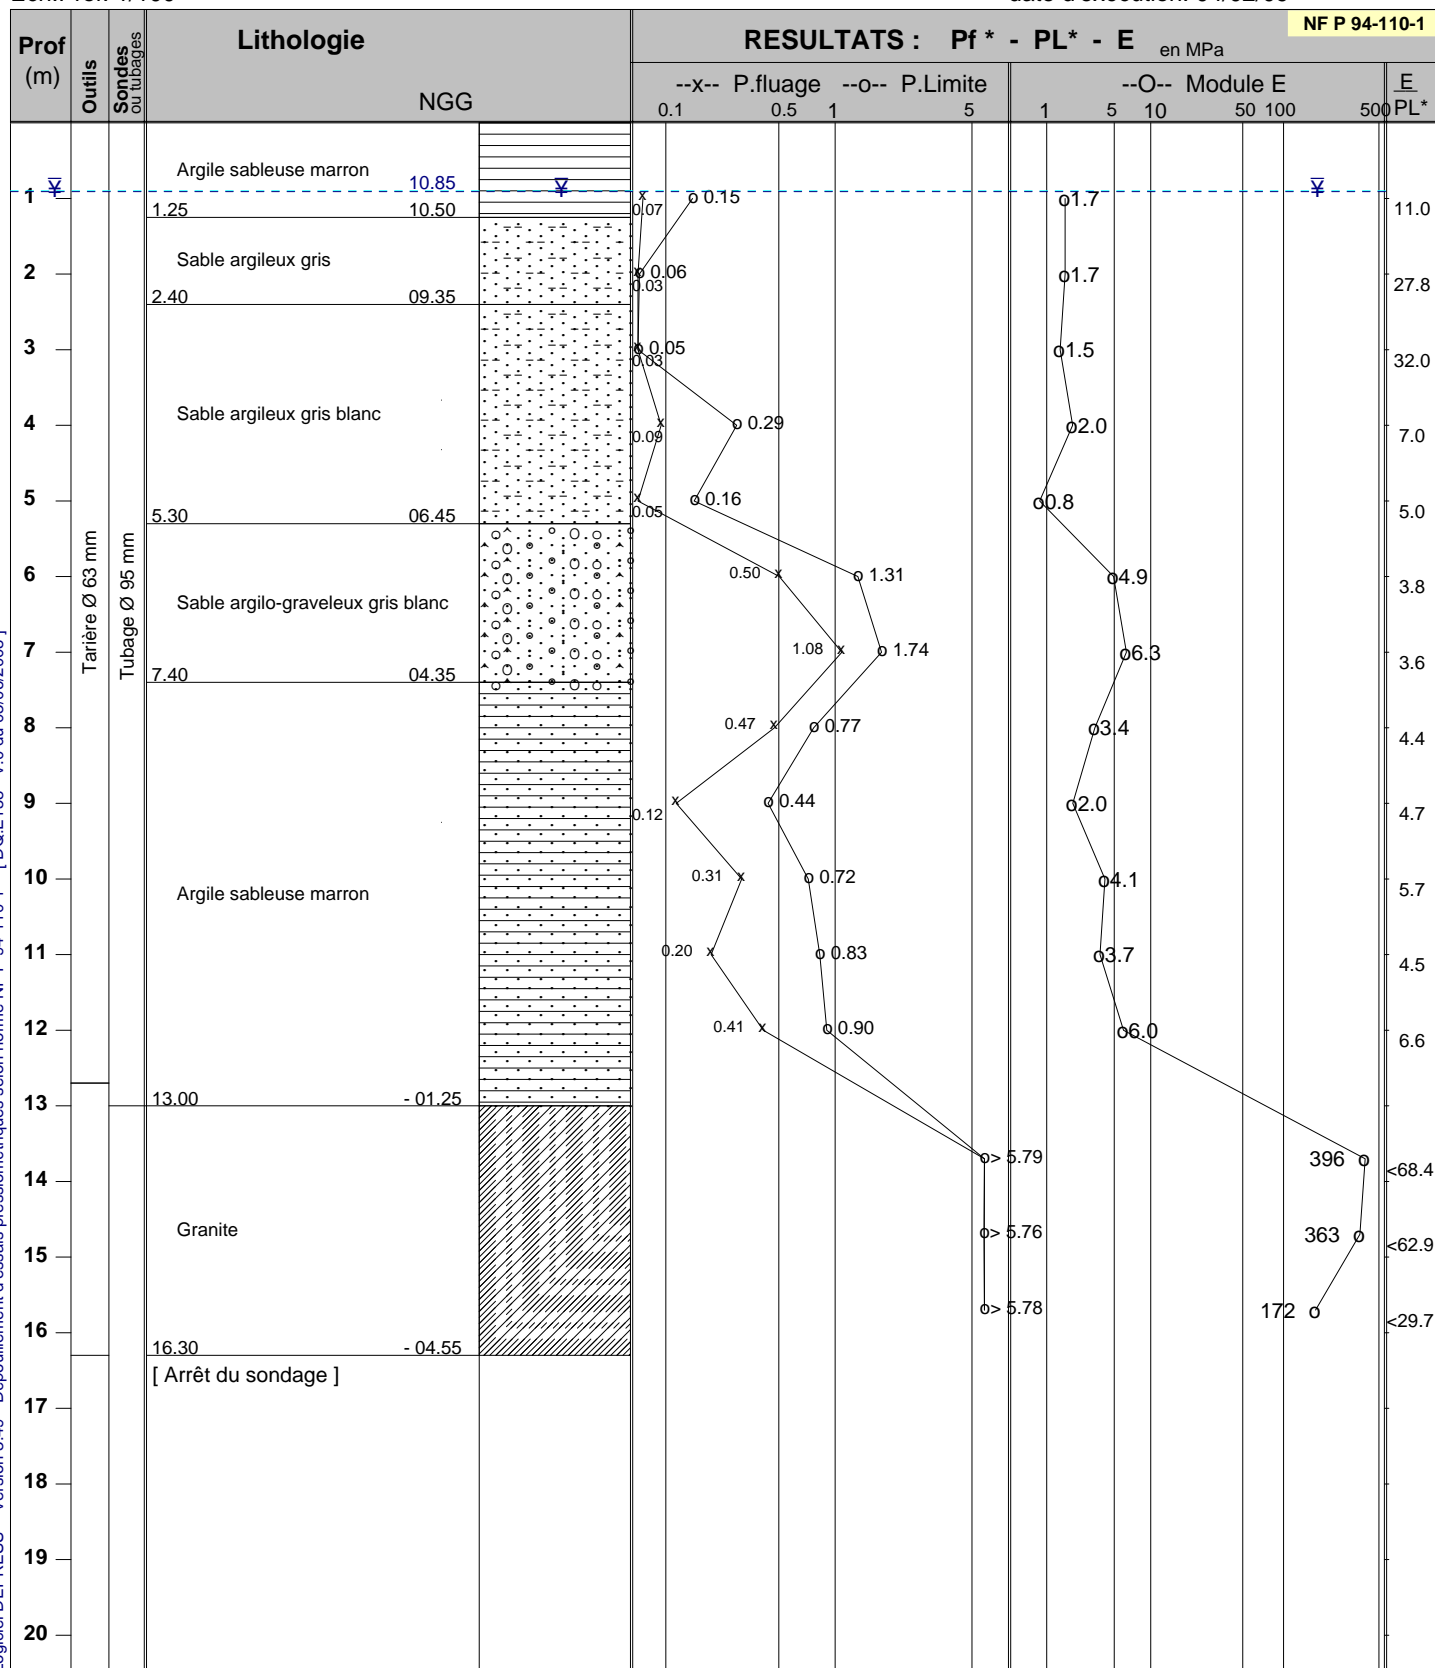 NF P 94-110-1
Prof
(m)
Outils
Sondes
ou tubages
Lithologie
NGG
RESULTATS : Pf * - PL* - E en MPa
--x-- P.fluage --o-- P.Limite
0.1 0.5 1 5
--O-- Module E
1 5 10 50 100 500
E
PL*
Argile sableuse marron
10.85
1 0.07 0.15 1.7 11.0
1.25 10.50
Sable argileux gris
2 0.06 1.7
0.03 27.8
2.40 09.35
3 0.05 1.5
0.03 32.0
Sable argileux gris blanc
4 0.29 2.0
0.09 7.0
5 0.16 0.8
0.05 5.0
5.30 06.45
Tarière Ø 63 mm
Tubage Ø 95 mm
6 0.50 1.31 4.9 3.8
Sable argilo-graveleux gris blanc
7 1.08 1.74 6.3 3.6
7.40 04.35
8 0.47 0.77 3.4 4.4
9 0.44 2.0
0.12 4.7
10 0.31 0.72 4.1 5.7
Argile sableuse marron
11 0.20 0.83 3.7 4.5
12 0.41 0.90 6.0 6.6
13 13.00 - 01.25
> 5.79 396 <68.4
14
Granite
> 5.76 363 <62.9
15
> 5.78 172 <29.7
16
16.30 - 04.55
[ Arrêt du sondage ]
17
18
19
20